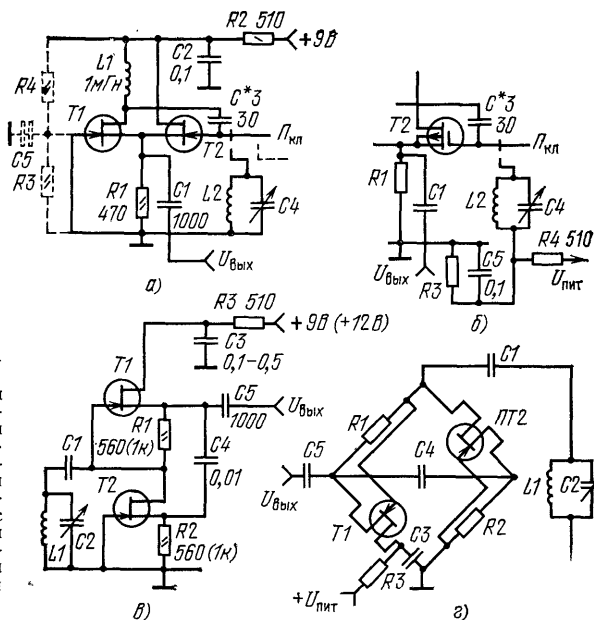 R2 510
+9В
L1
1мГн
C2
0,1
R4
T1
C*3
30
Пкл
C5
R3
T2
R1
470
C1
1000
L2
C4
Uвых
а)
C*3
30
T2
Пкл
R1
C1
L2
C4
R4 510
Uвых
R3
C5
0,1
Uпит
б)
R3 510
+9В (+12В)
C3
0,1-0,5
T1
C5
1000
Uвых
R1
560(1к)
C4
0,01
C1
T2
L1
C2
R2
560(1к)
в)
C1
R1
ПТ2
C5
C4
L1
C2
Uвых
T1
C3
R2
R3
+Uпит
г)